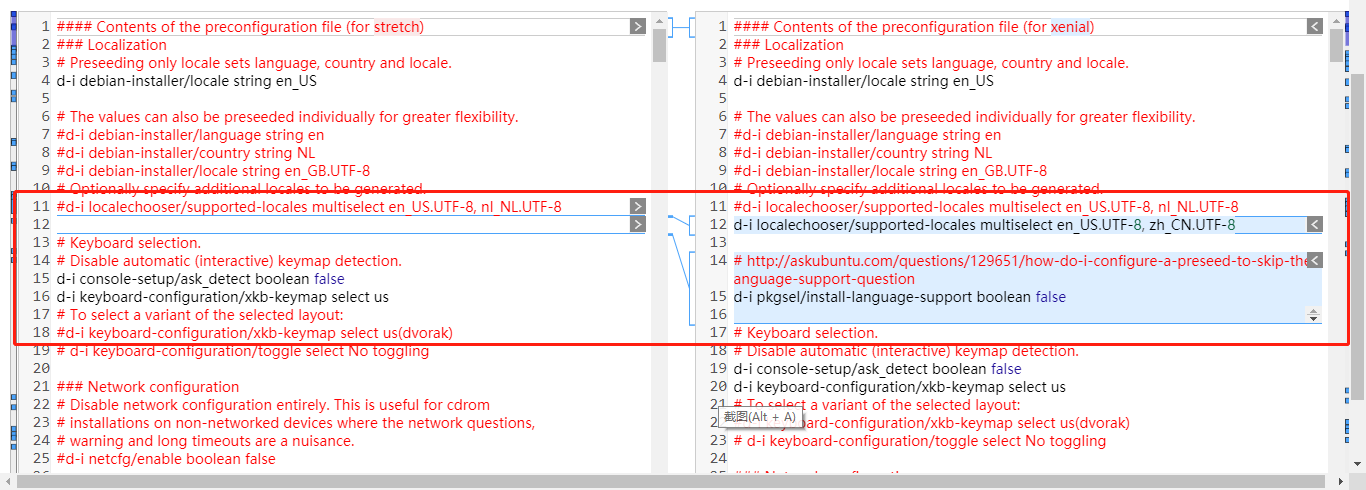 1 #### Contents of the preconfiguration file (for stretch)
2 ### Localization
3 # Preseeding only locale sets language, country and locale.
4 d-i debian-installer/locale string en_US
5
6 # The values can also be preseeded individually for greater flexibility.
7 #d-i debian-installer/language string en
8 #d-i debian-installer/country string NL
9 #d-i debian-installer/locale string en_GB.UTF-8
10 # Optionally specify additional locales to be generated.
11 #d-i localechooser/supported-locales multiselect en_US.UTF-8, nl_NL.UTF-8
12
13 # Keyboard selection.
14 # Disable automatic (interactive) keymap detection.
15 d-i console-setup/ask_detect boolean false
16 d-i keyboard-configuration/xkb-keymap select us
17 # To select a variant of the selected layout:
18 #d-i keyboard-configuration/xkb-keymap select us(dvorak)
19 # d-i keyboard-configuration/toggle select No toggling
20
21 ### Network configuration
22 # Disable network configuration entirely. This is useful for cdrom
23 # installations on non-networked devices where the network questions,
24 # warning and long timeouts are a nuisance.
25 #d-i netcfg/enable boolean false
1 #### Contents of the preconfiguration file (for xenial)
2 ### Localization
3 # Preseeding only locale sets language, country and locale.
4 d-i debian-installer/locale string en_US
5
6 # The values can also be preseeded individually for greater flexibility.
7 #d-i debian-installer/language string en
8 #d-i debian-installer/country string NL
9 #d-i debian-installer/locale string en_GB.UTF-8
10 # Optionally specify additional locales to be generated.
11 #d-i localechooser/supported-locales multiselect en_US.UTF-8, nl_NL.UTF-8
12 d-i localechooser/supported-locales multiselect en_US.UTF-8, zh_CN.UTF-8
13
14 # http://askubuntu.com/questions/129651/how-do-i-configure-a-preseed-to-skip-the
anguage-support-question
15 d-i pkgsel/install-language-support boolean false
16
17 # Keyboard selection.
18 # Disable automatic (interactive) keymap detection.
19 d-i console-setup/ask_detect boolean false
20 d-i keyboard-configuration/xkb-keymap select us
21 # To select a variant of the selected layout:
截图(Alt + A)
22 -configuration/xkb-keymap select us(dvorak)
23 # d-i keyboard-configuration/toggle select No toggling
24